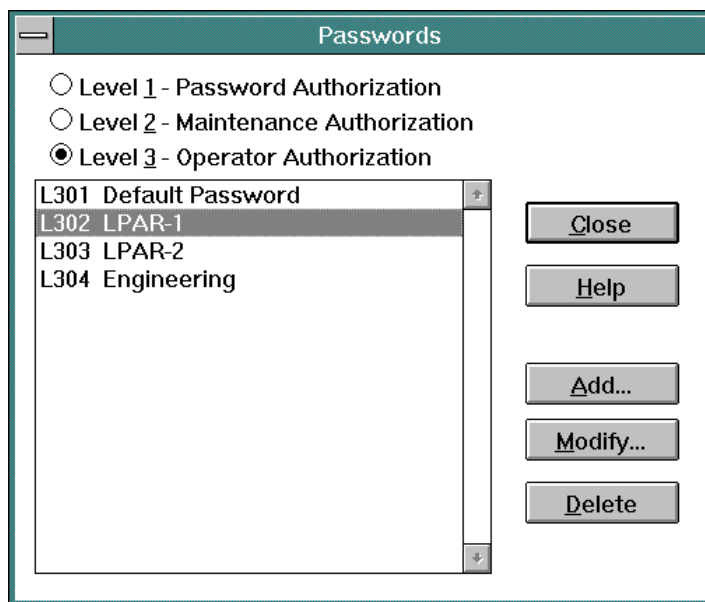 Passwords
Level 1 - Password Authorization
Level 2 - Maintenance Authorization
Level 3 - Operator Authorization
L301 Default Password
L302 LPAR-1
L303 LPAR-2
L304 Engineering
Close
Help
Add...
Modify...
Delete